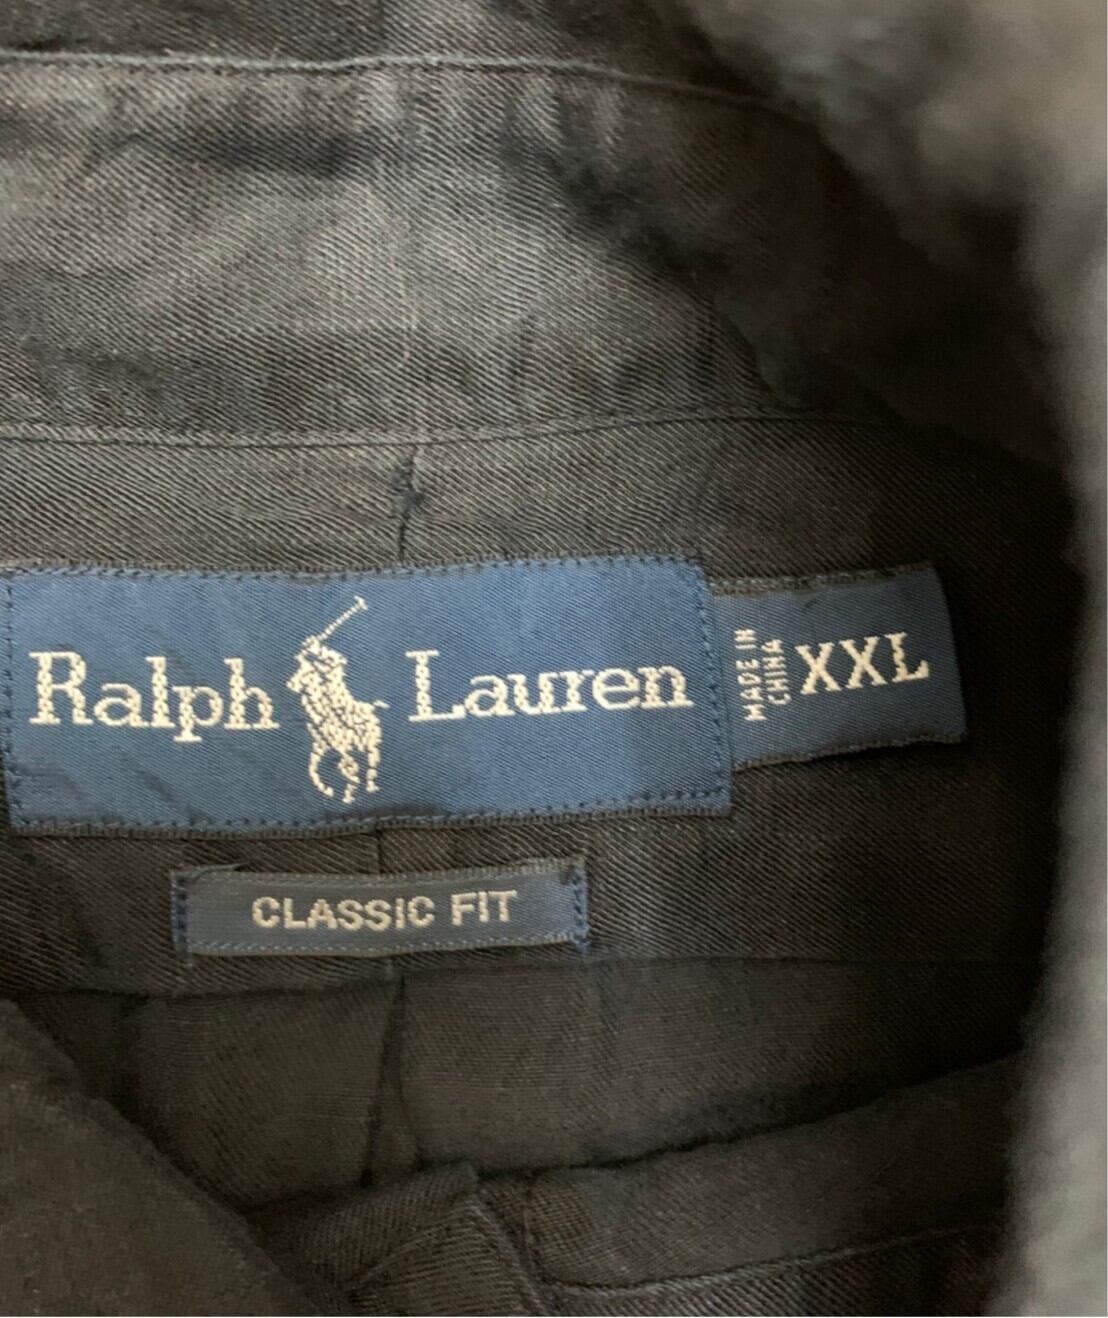 Ralph Lauren
MADE IN
CHINA
XXL
CLASSIC FIT